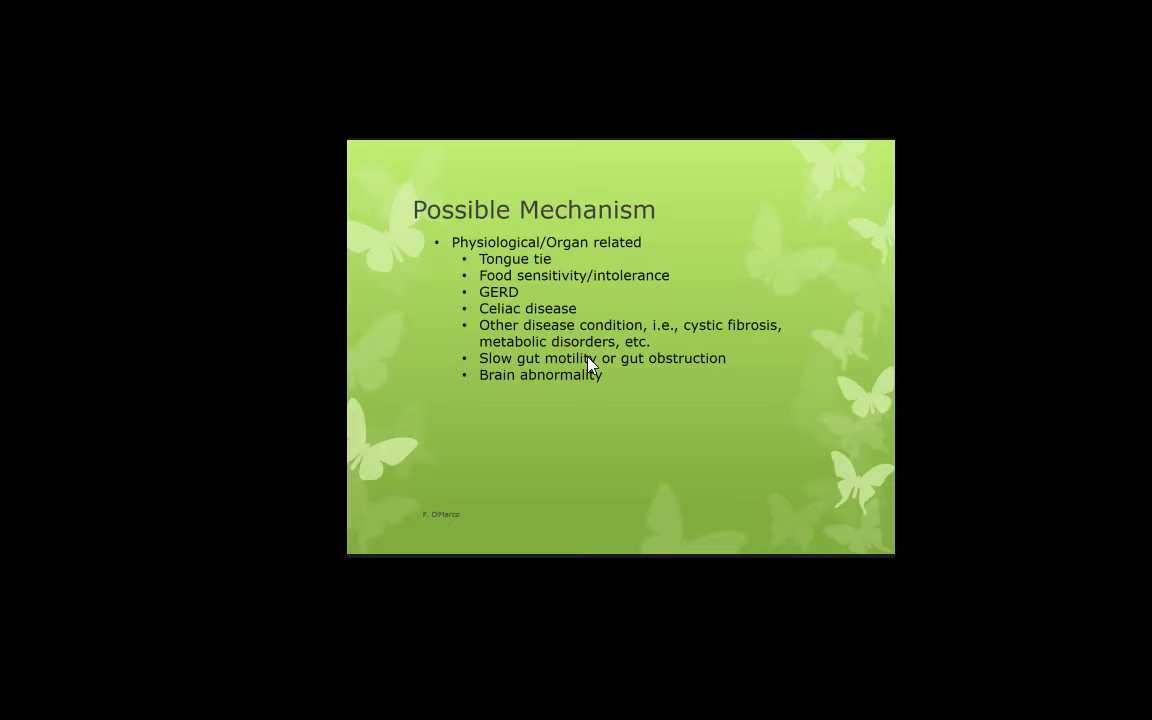 Possible Mechanism
• Physiological/Organ related
• Tongue tie
• Food sensitivity/intolerance
• GERD
• Celiac disease
• Other disease condition, i.e., cystic fibrosis,
metabolic disorders, etc.
• Slow gut motility or gut obstruction
• Brain abnormality
F. DiMarco